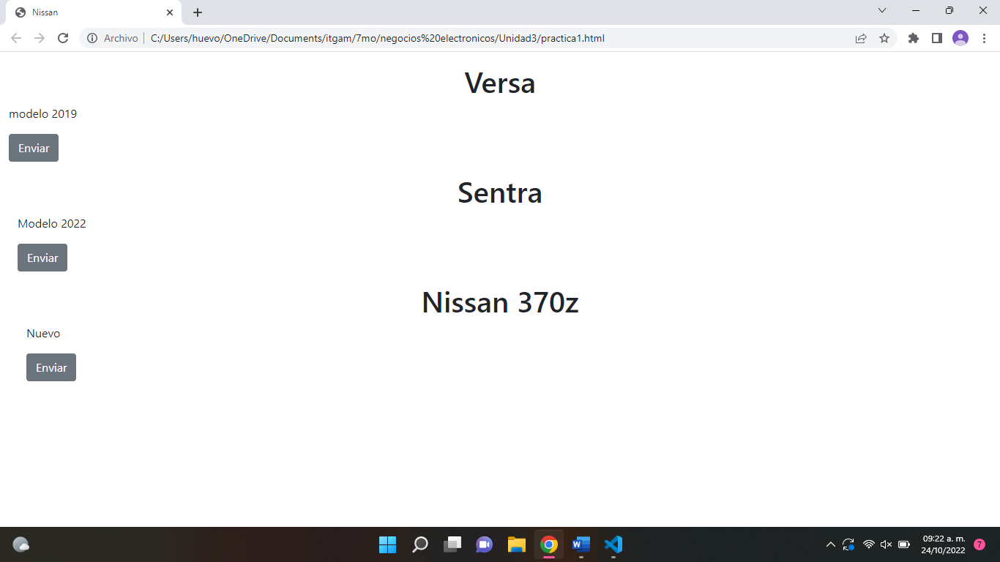 Nissan
Archivo
C:/Users/huevo/OneDrive/Documents/itgam/7mo/negocios%20electronicos/Unidad3/practica1.html
Versa
modelo 2019
Enviar
Sentra
Modelo 2022
Enviar
Nissan 370z
Nuevo
Enviar
09:22 a. m.
24/10/2022
7